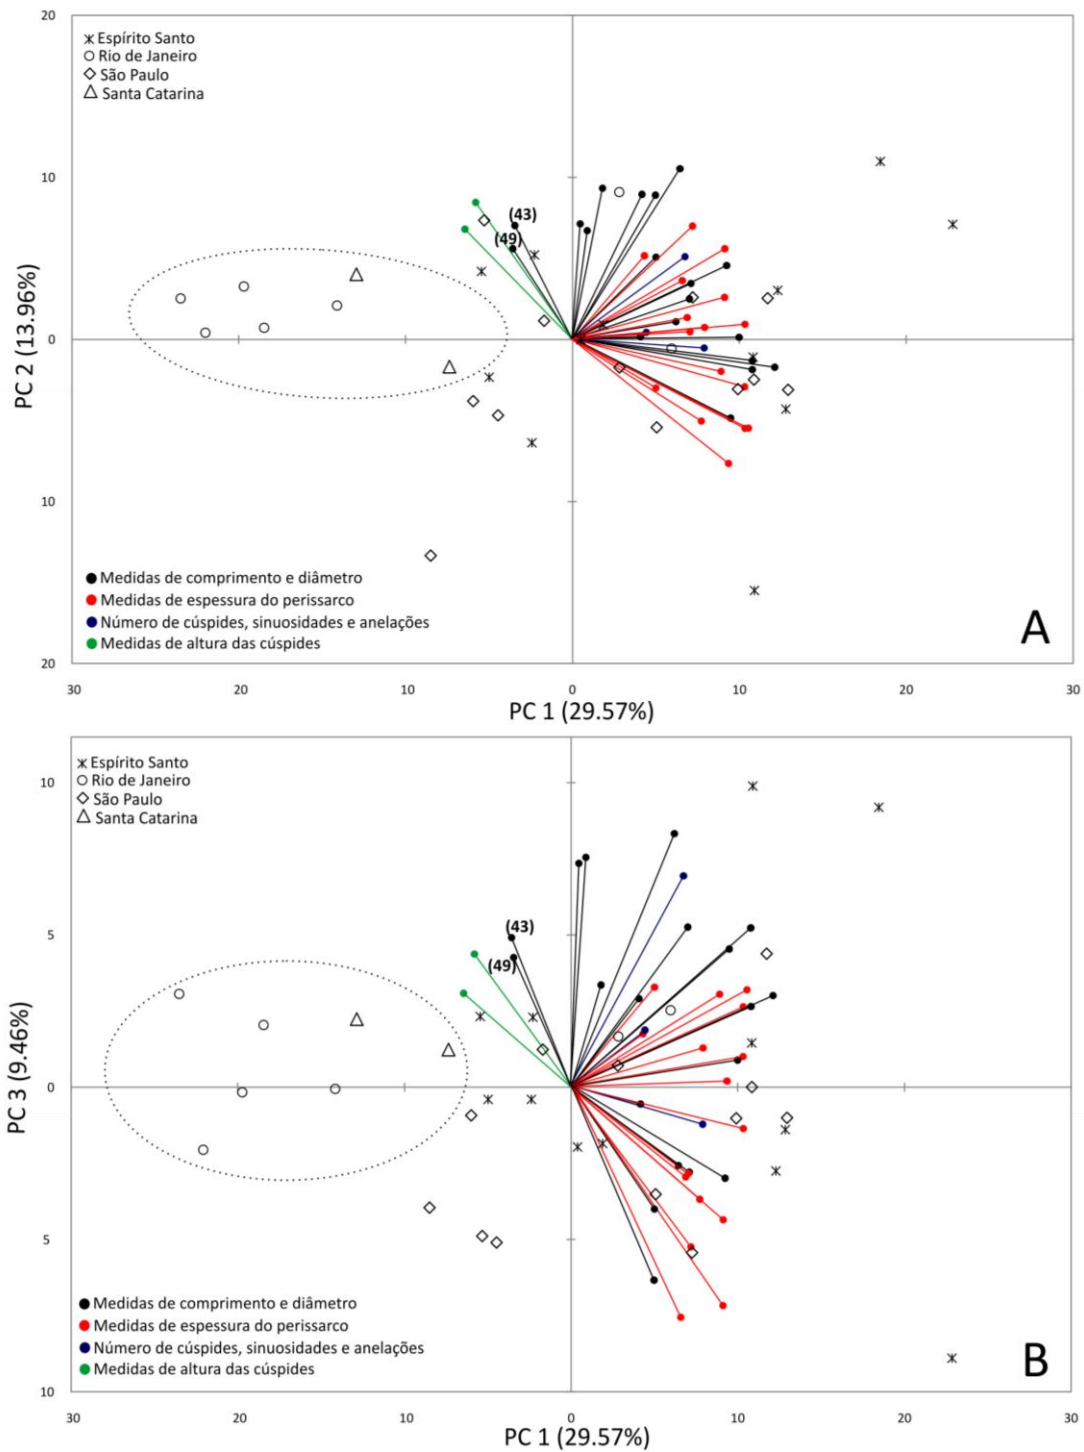 20
Espírito Santo
Rio de Janeiro
São Paulo
Santa Catarina
10
(43)
(49)
0
PC 2 (13.96%)
10
Medidas de comprimento e diâmetro
Medidas de espessura do perissarco
Número de cúspides, sinuosidades e anelações
Medidas de altura das cúspides
A
20
30 20 10 0 10 20 30
PC 1 (29.57%)
Espírito Santo
Rio de Janeiro
São Paulo
Santa Catarina
10
5
(43)
(49)
0
PC 3 (9.46%)
5
Medidas de comprimento e diâmetro
Medidas de espessura do perissarco
Número de cúspides, sinuosidades e anelações
Medidas de altura das cúspides
B
10
30 20 10 0 10 20 30
PC 1 (29.57%)